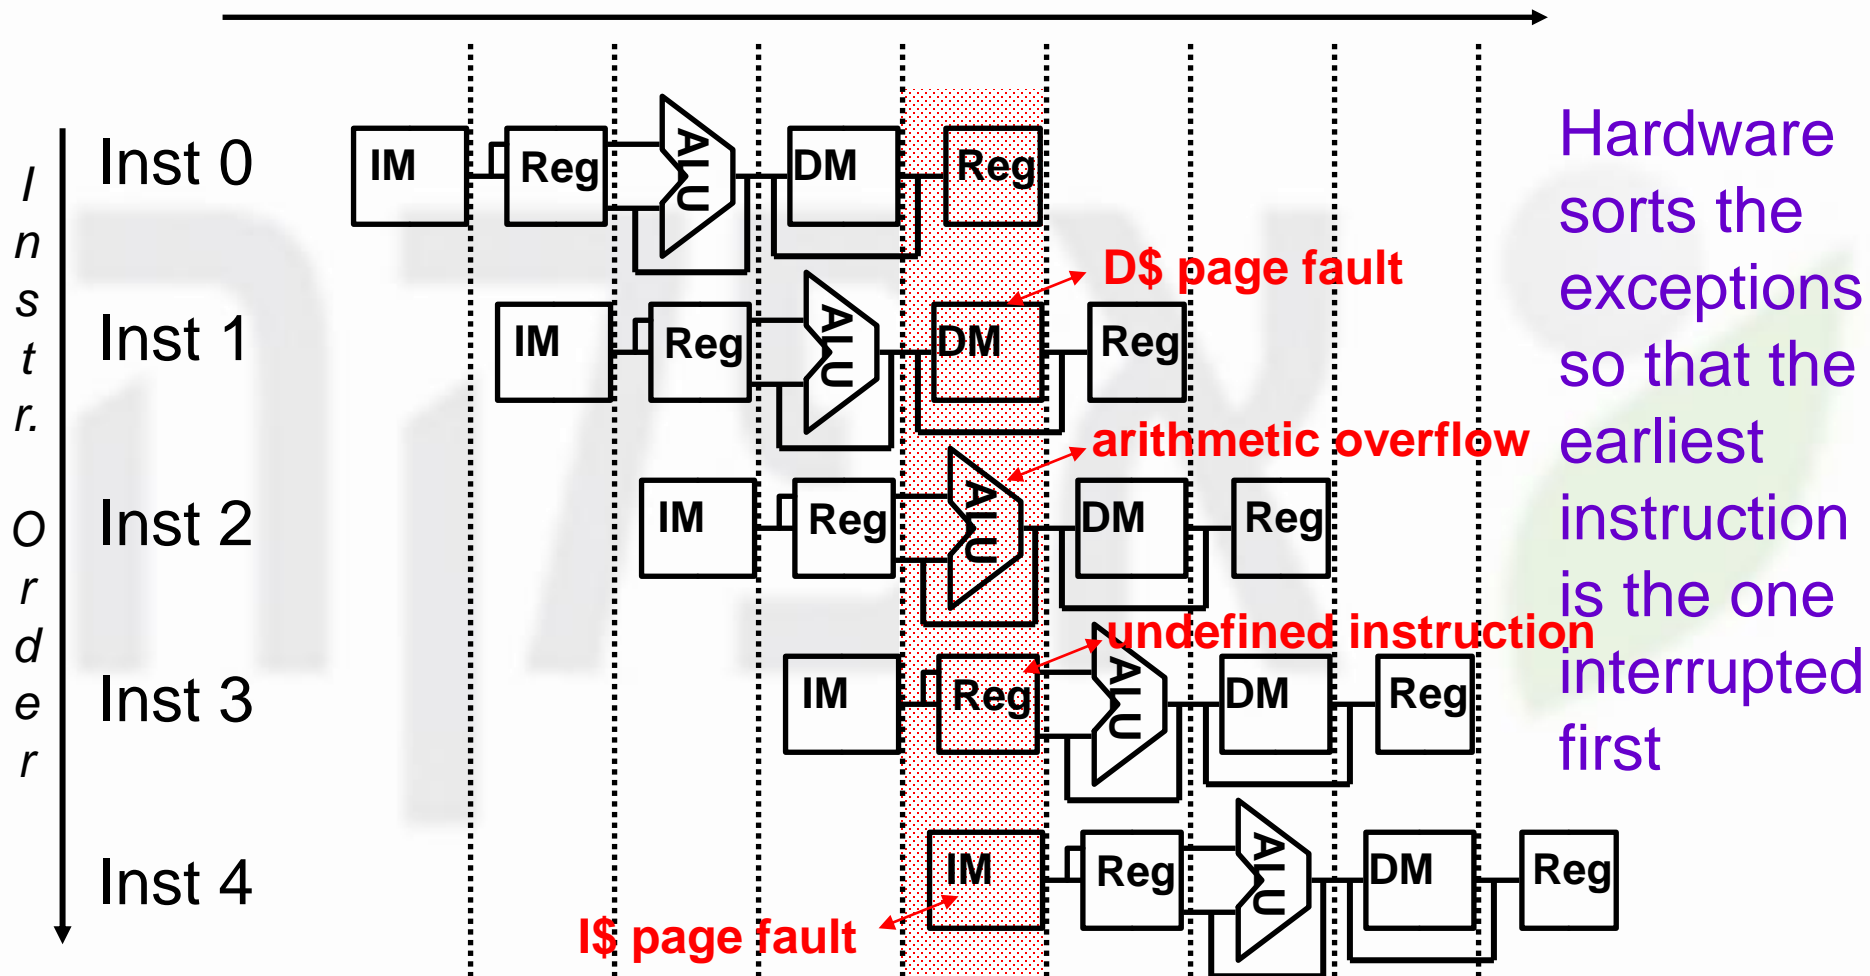 Instr. Order
Inst 0
IM
Reg
ALU
DM
Reg
D$ page fault
Inst 1
IM
Reg
ALU
DM
Reg
arithmetic overflow
Inst 2
IM
Reg
ALU
DM
Reg
undefined instruction
Inst 3
IM
Reg
ALU
DM
Reg
Inst 4
IM
Reg
ALU
DM
Reg
I$ page fault
Hardware
sorts the
exceptions
so that the
earliest
instruction
is the one
interrupted
first